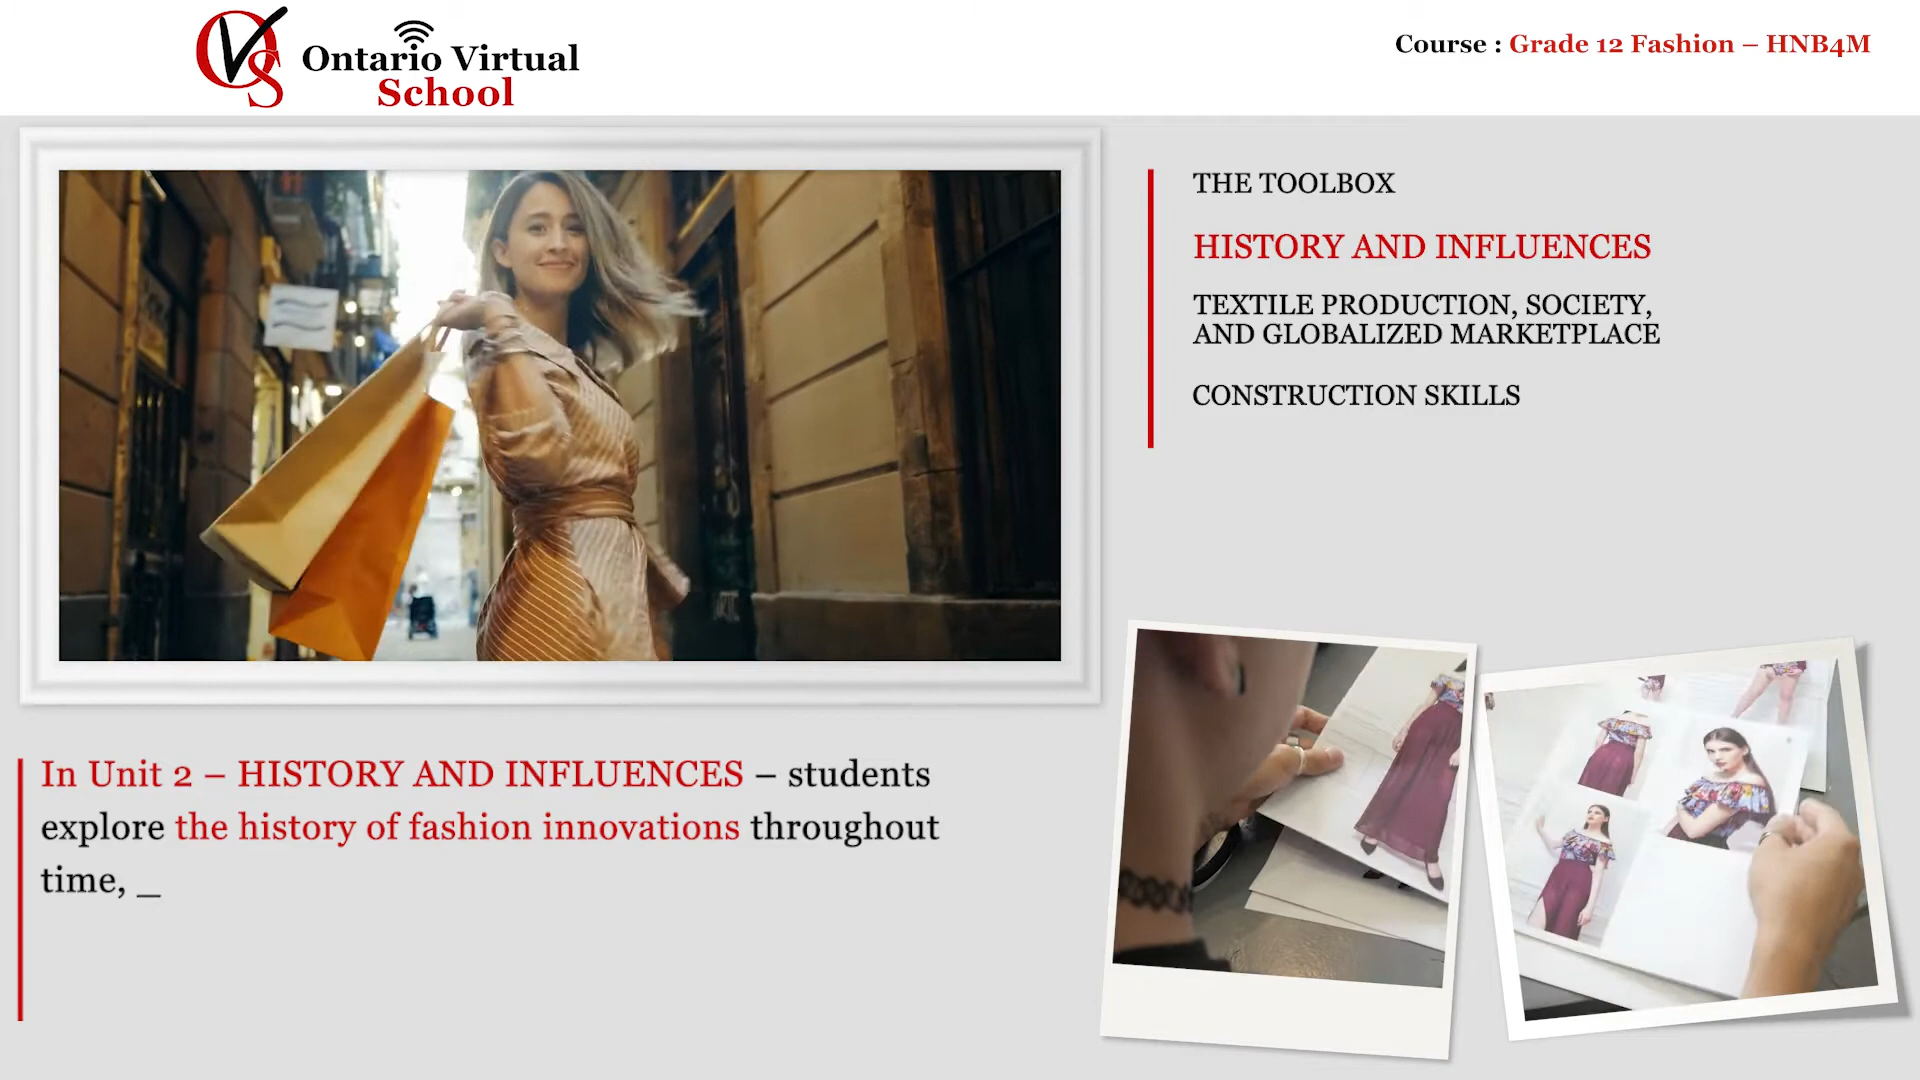 OVS
Ontario Virtual
School
Course : Grade 12 Fashion – HNB4M
THE TOOLBOX
HISTORY AND INFLUENCES
TEXTILE PRODUCTION, SOCIETY,
AND GLOBALIZED MARKETPLACE
CONSTRUCTION SKILLS
In Unit 2 – HISTORY AND INFLUENCES – students
explore the history of fashion innovations throughout
time, _